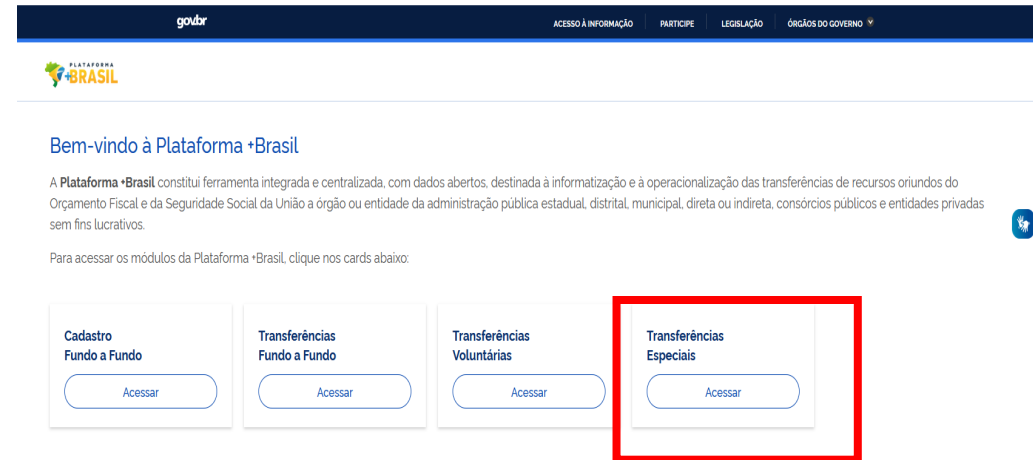 gov.br
ACESSO À INFORMAÇÃO PARTICIPE LEGISLAÇÃO ÓRGÃOS DO GOVERNO
PLATAFORMA
+BRASIL
Bem-vindo à Plataforma +Brasil
A Plataforma +Brasil constitui ferramenta integrada e centralizada, com dados abertos, destinada à informatização e à operacionalização das transferências de recursos oriundos do
Orçamento Fiscal e da Seguridade Social da União a órgão ou entidade da administração pública estadual, distrital, municipal, direta ou indireta, consórcios públicos e entidades privadas
sem fins lucrativos.
Para acessar os módulos da Plataforma +Brasil, clique nos cards abaixo:
Cadastro
Fundo a Fundo
Acessar
Transferências
Fundo a Fundo
Acessar
Transferências
Voluntárias
Acessar
Transferências
Especiais
Acessar